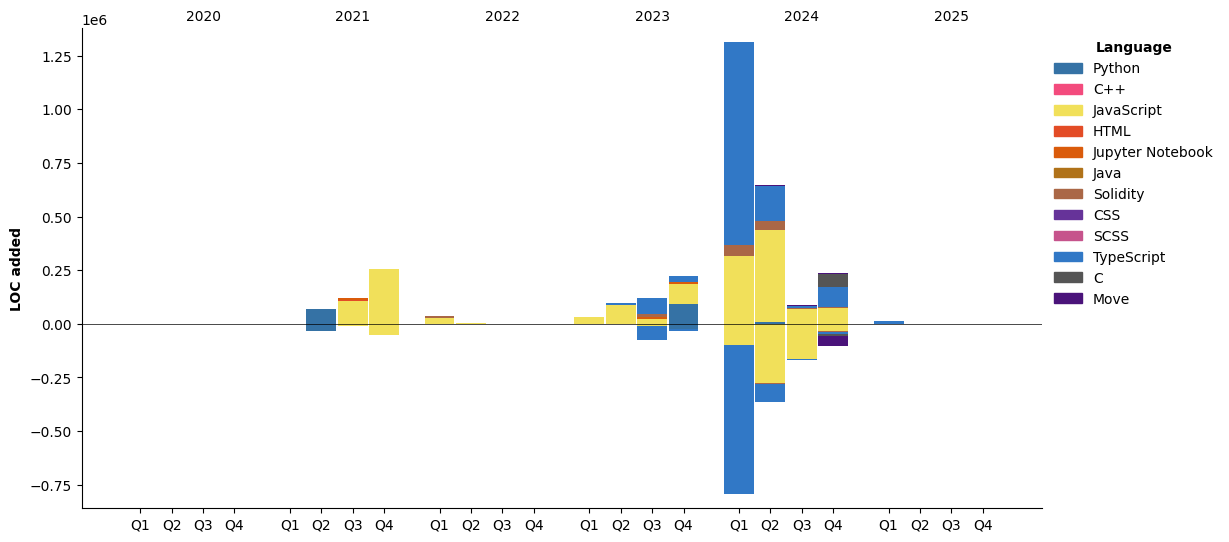 2020 2021 2022 2023 2024 2025
1e6
LOC added
1.25
1.00
0.75
0.50
0.25
0.00
−0.25
−0.50
−0.75
Q1 Q2 Q3 Q4 Q1 Q2 Q3 Q4 Q1 Q2 Q3 Q4 Q1 Q2 Q3 Q4 Q1 Q2 Q3 Q4 Q1 Q2 Q3 Q4
Language
Python
C++
JavaScript
HTML
Jupyter Notebook
Java
Solidity
CSS
SCSS
TypeScript
C
Move